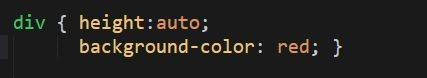 div { height:auto;
background-color: red; }